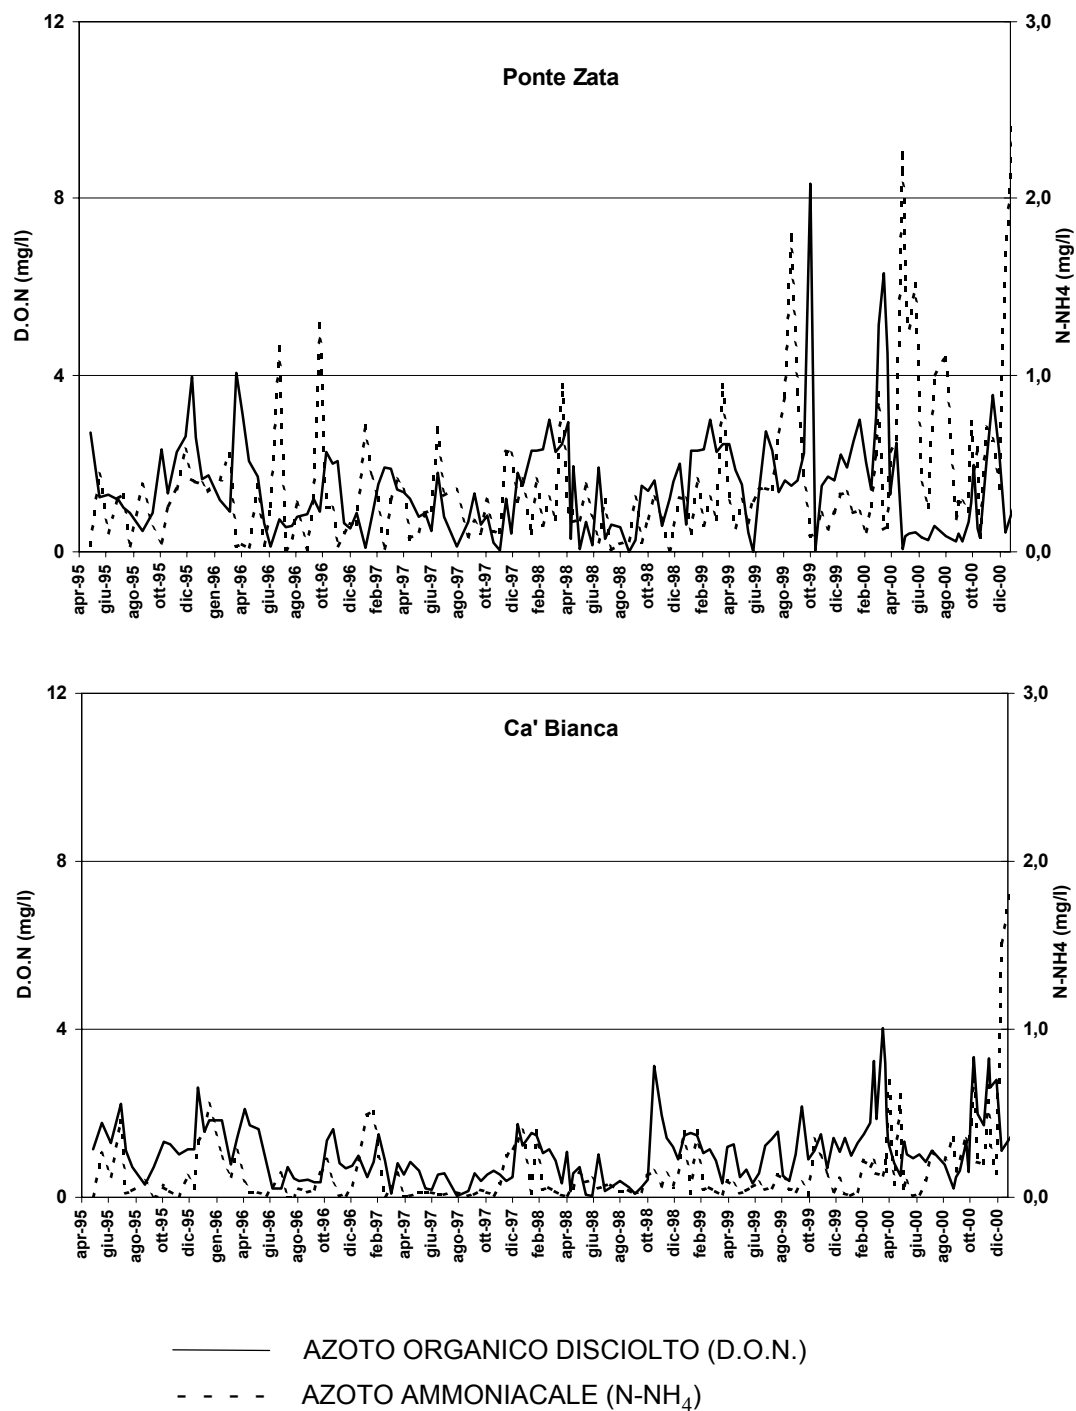 Ponte Zata
12
8
4
0
D.O.N (mg/l)
3,0
2,0
1,0
0,0
N-NH4 (mg/l)
apr-95
giu-95
ago-95
ott-95
dic-95
gen-96
apr-96
giu-96
ago-96
ott-96
dic-96
feb-97
apr-97
giu-97
ago-97
ott-97
dic-97
feb-98
apr-98
giu-98
ago-98
ott-98
dic-98
feb-99
apr-99
giu-99
ago-99
ott-99
dic-99
feb-00
apr-00
giu-00
ago-00
ott-00
dic-00
Ca' Bianca
12
8
4
0
D.O.N (mg/l)
3,0
2,0
1,0
0,0
N-NH4 (mg/l)
apr-95
giu-95
ago-95
ott-95
dic-95
gen-96
apr-96
giu-96
ago-96
ott-96
dic-96
feb-97
apr-97
giu-97
ago-97
ott-97
dic-97
feb-98
apr-98
giu-98
ago-98
ott-98
dic-98
feb-99
apr-99
giu-99
ago-99
ott-99
dic-99
feb-00
apr-00
giu-00
ago-00
ott-00
dic-00
AZOTO ORGANICO DISCIOLTO (D.O.N.)
AZOTO AMMONIACALE (N-NH₄)